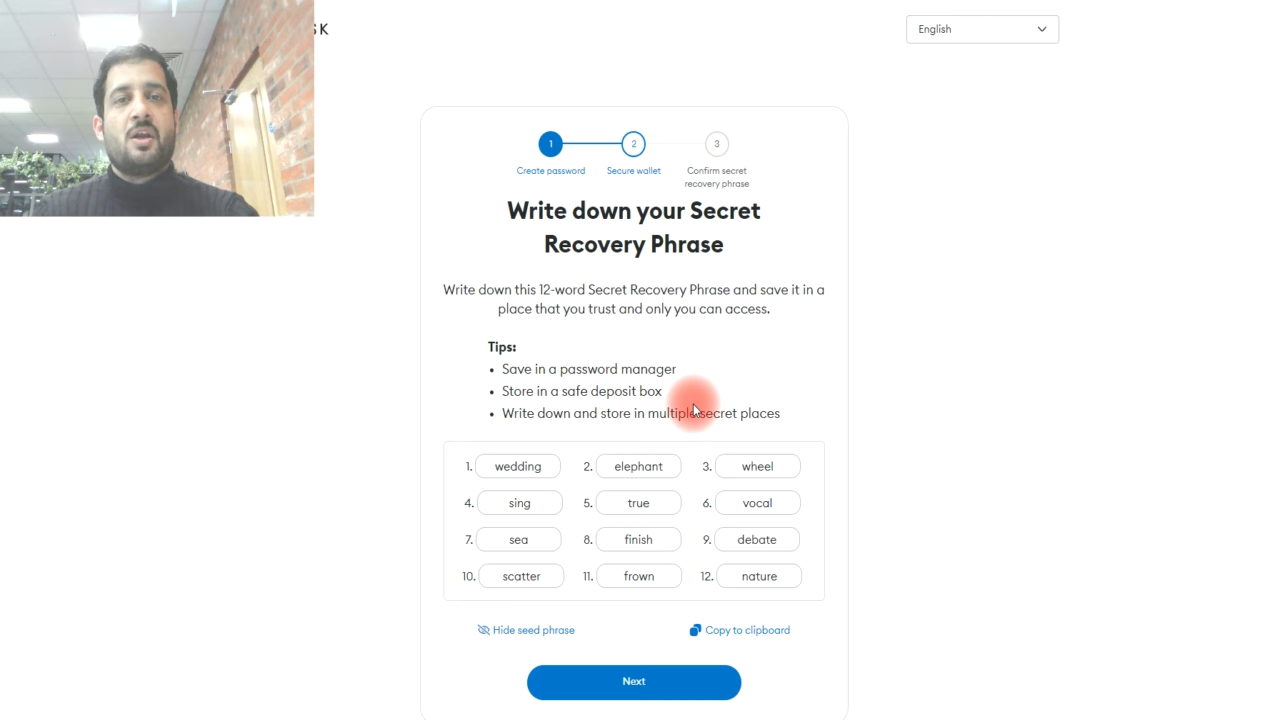 English
1
2
3
Create password
Secure wallet
Confirm secret
recovery phrase
Write down your Secret
Recovery Phrase
Write down this 12-word Secret Recovery Phrase and save it in a
place that you trust and only you can access.
Tips:
• Save in a password manager
• Store in a safe deposit box
• Write down and store in multiple secret places
1. wedding 2. elephant 3. wheel
4. sing 5. true 6. vocal
7. sea 8. finish 9. debate
10. scatter 11. frown 12. nature
Hide seed phrase
Copy to clipboard
Next